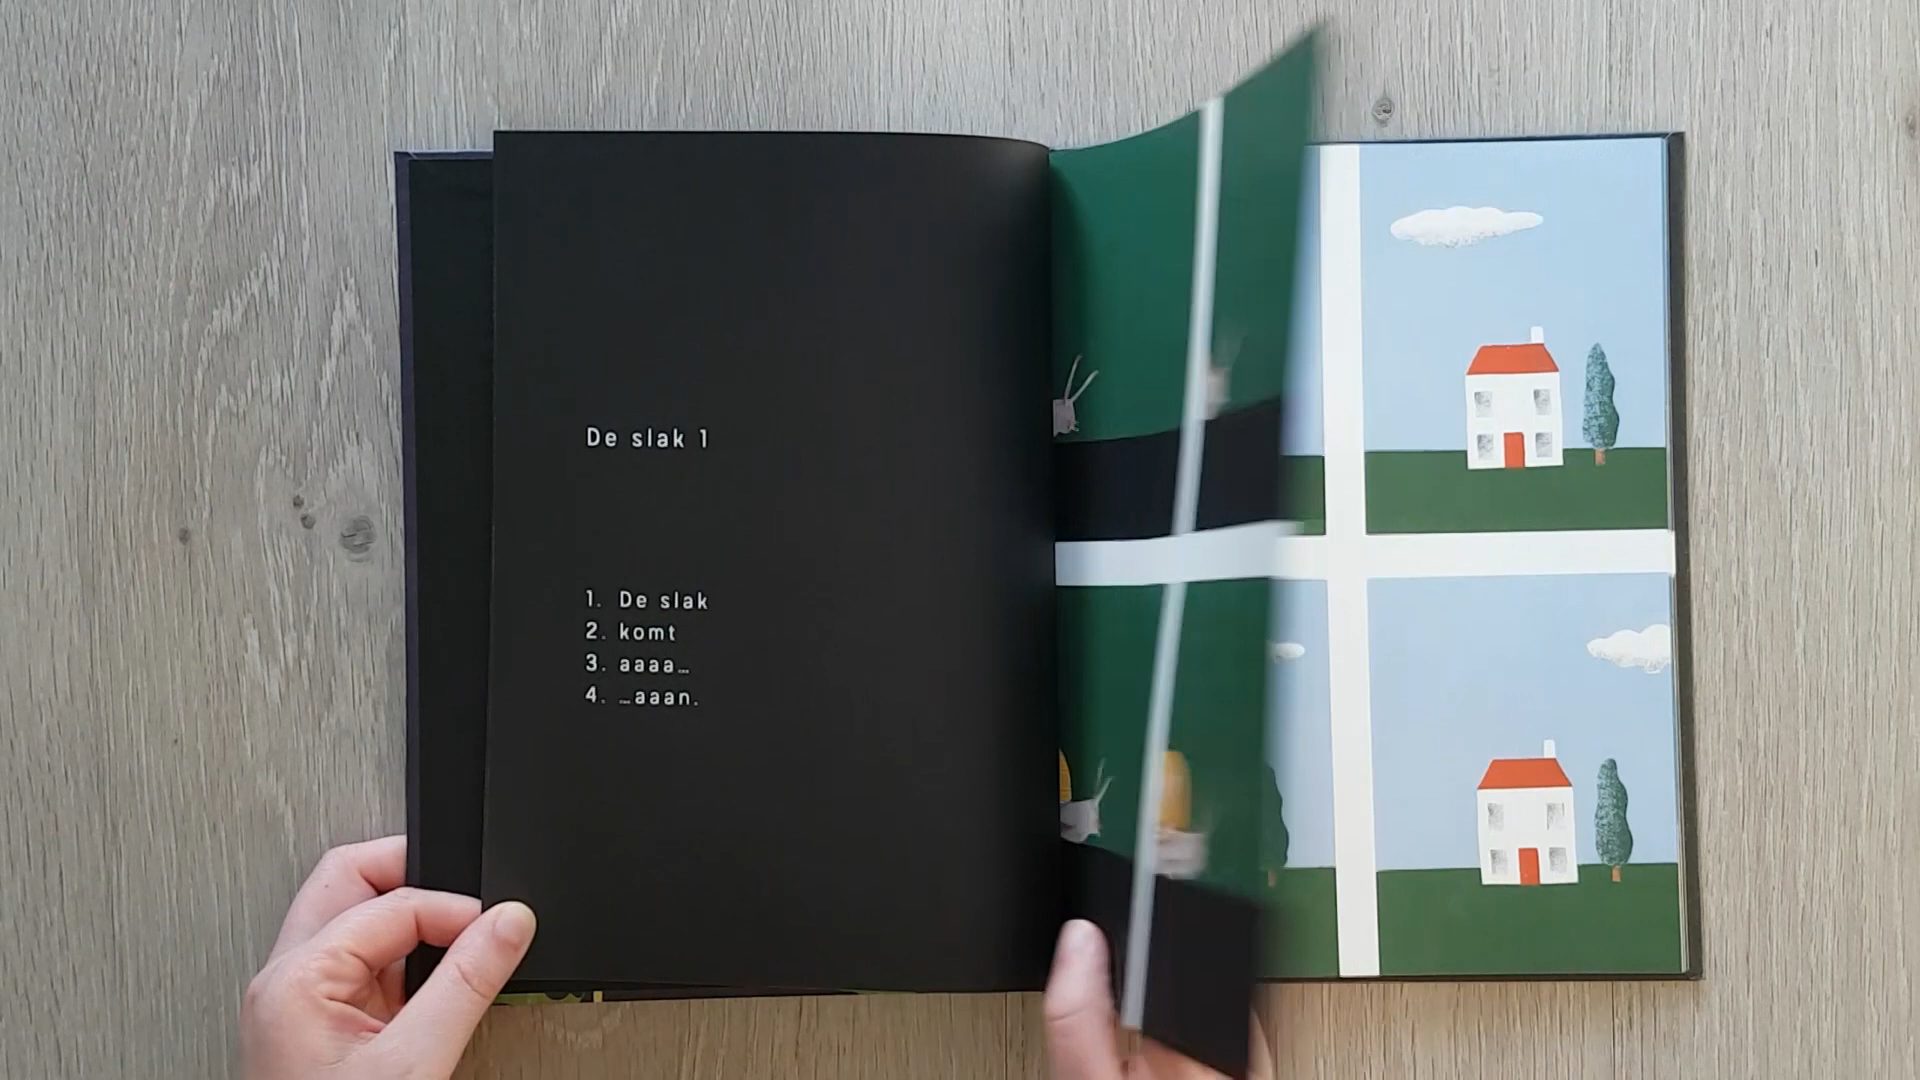 De slak 1
1. De slak
2. komt
3. aaaa…
4. …aaan.